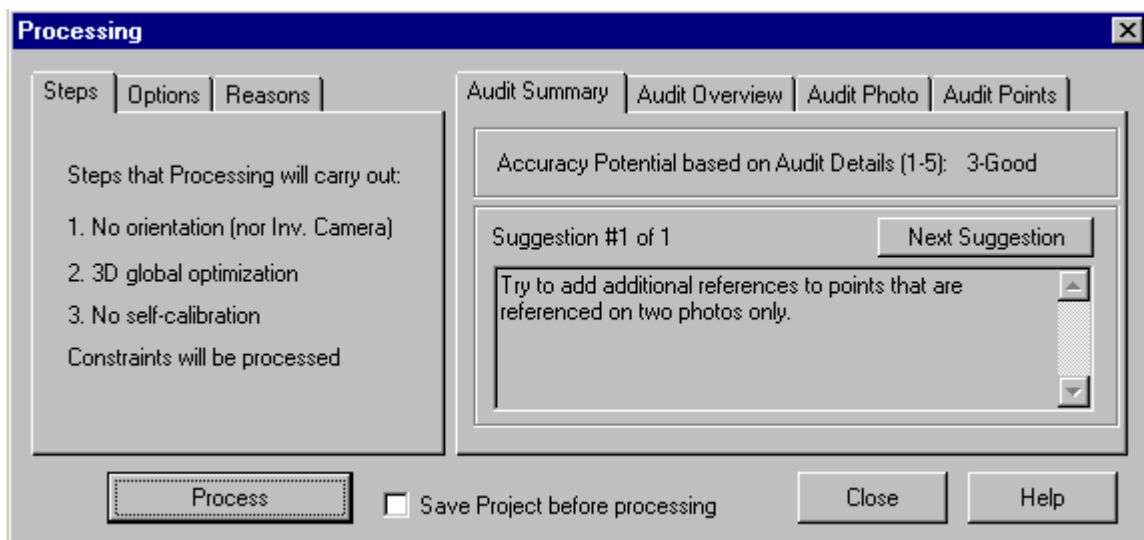 Processing
Steps Options Reasons
Steps that Processing will carry out:
1. No orientation (nor Inv. Camera)
2. 3D global optimization
3. No self-calibration
Constraints will be processed
Audit Summary Audit Overview Audit Photo Audit Points
Accuracy Potential based on Audit Details (1-5): 3-Good
Suggestion #1 of 1
Next Suggestion
Try to add additional references to points that are
referenced on two photos only.
Process
Save Project before processing
Close
Help